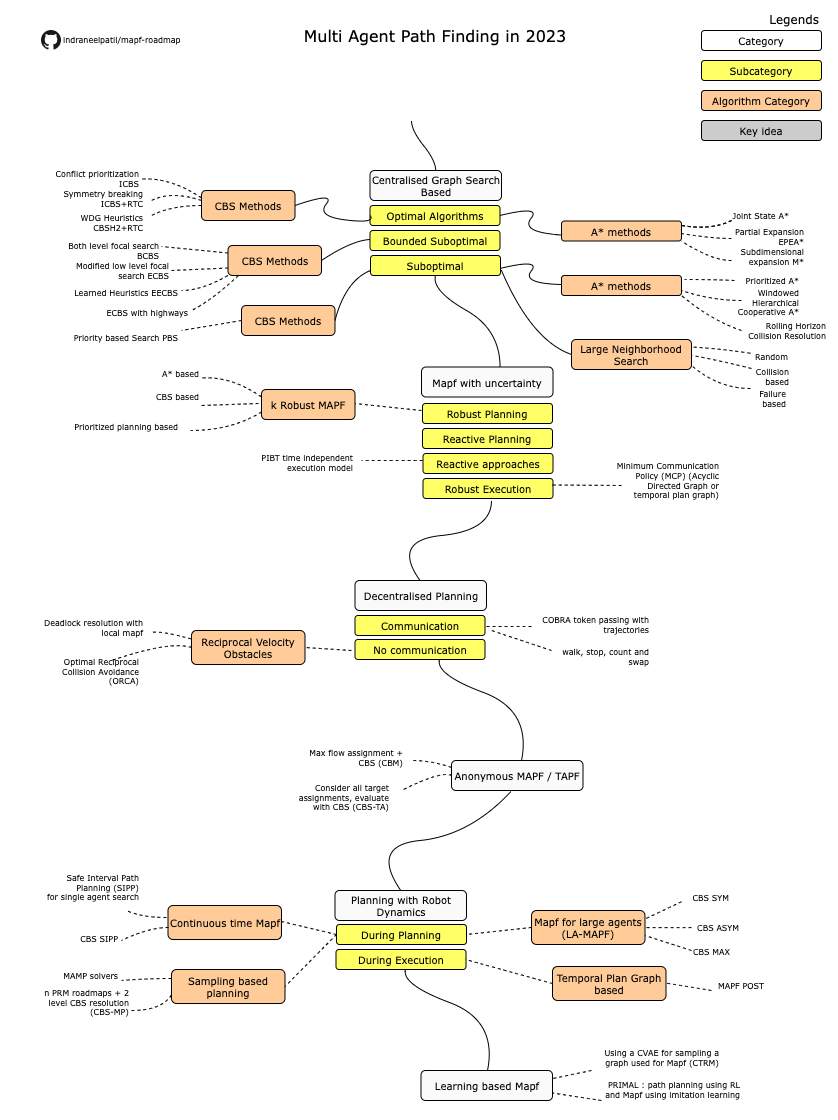 indraneelpatil/mapf-roadmap
Multi Agent Path Finding in 2023
Legends
Category
Subcategory
Algorithm Category
Key idea
Centralised Graph Search
Based
Optimal Algorithms
Bounded Suboptimal
Suboptimal
CBS Methods
Conflict prioritization
ICBS
Symmetry breaking
ICBS+RTC
WDG Heuristics
CBSH2+RTC
CBS Methods
Both level focal search
BCBS
Modified low level focal
search ECBS
Learned Heuristics EECBS
ECBS with highways
CBS Methods
Priority based Search PBS
A* methods
Joint State A*
Partial Expansion
EPEA*
Subdimensional
expansion M*
A* methods
Prioritized A*
Windowed
Hierarchical
Cooperative A*
Rolling Horizon
Collision Resolution
Large Neighborhood
Search
Random
Collision
based
Failure
based
Mapf with uncertainty
Robust Planning
Reactive Planning
Reactive approaches
Robust Execution
k Robust MAPF
A* based
CBS based
Prioritized planning based
PIBT time independent
execution model
Minimum Communication
Policy (MCP) (Acyclic
Directed Graph or
temporal plan graph)
Decentralised Planning
Communication
No communication
Reciprocal Velocity
Obstacles
Deadlock resolution with
local mapf
Optimal Reciprocal
Collision Avoidance
(ORCA)
COBRA token passing with
trajectories
walk, stop, count and
swap
Anonymous MAPF / TAPF
Max flow assignment +
CBS (CBM)
Consider all target
assignments, evaluate
with CBS (CBS-TA)
Planning with Robot
Dynamics
During Planning
During Execution
Continuous time Mapf
Safe Interval Path
Planning (SIPP)
for single agent search
CBS SIPP
Sampling based
planning
MAMP solvers
n PRM roadmaps + 2
level CBS resolution
(CBS-MP)
Mapf for large agents
(LA-MAPF)
CBS SYM
CBS ASYM
CBS MAX
Temporal Plan Graph
based
MAPF POST
Learning based Mapf
Using a CVAE for sampling a
graph used for Mapf (CTRM)
PRIMAL : path planning using RL
and Mapf using imitation learning